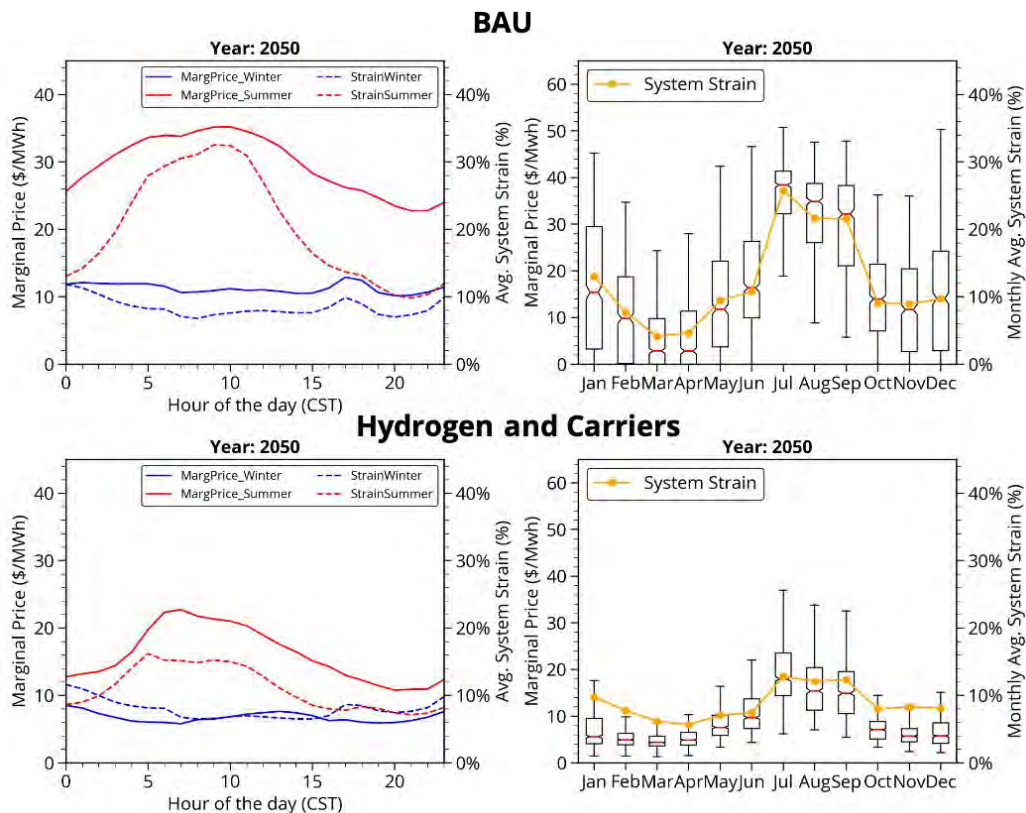 BAU
Year: 2050
MargPrice_Winter
MargPrice_Summer
StrainWinter
StrainSummer
Marginal Price ($/MWh)
40
30
20
10
0
Avg. System Strain (%)
40%
30%
20%
10%
0%
0 5 10 15 20
Hour of the day (CST)
Year: 2050
System Strain
Marginal Price ($/MWh)
60
50
40
30
20
10
0
Monthly Avg. System Strain (%)
40%
30%
20%
10%
0%
Jan Feb Mar Apr May Jun Jul Aug Sep Oct Nov Dec
Hydrogen and Carriers
Year: 2050
MargPrice_Winter
MargPrice_Summer
StrainWinter
StrainSummer
Marginal Price ($/MWh)
40
30
20
10
0
Avg. System Strain (%)
40%
30%
20%
10%
0%
0 5 10 15 20
Hour of the day (CST)
Year: 2050
System Strain
Marginal Price ($/MWh)
60
50
40
30
20
10
0
Monthly Avg. System Strain (%)
40%
30%
20%
10%
0%
Jan Feb Mar Apr May Jun Jul Aug Sep Oct Nov Dec